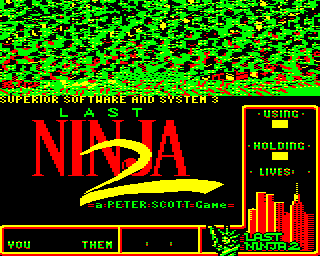 SUPERIOR SOFTWARE AND SYSTEM 3
LAST
NINJA
2
a PETER SCOTT Game
USING
HOLDING
LIVES:
YOU THEM : :
LAST
NINJA 2